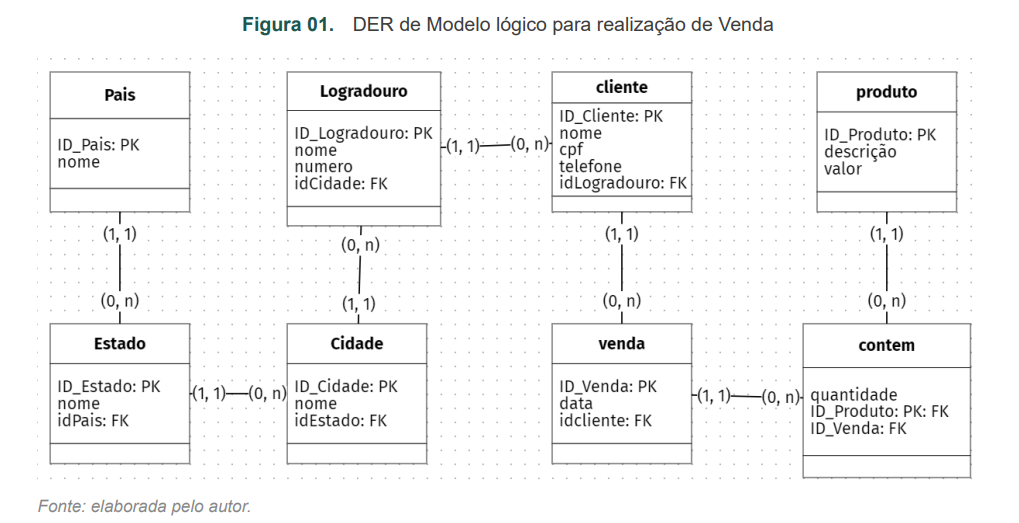 Figura 01. DER de Modelo lógico para realização de Venda
Pais
ID_Pais: PK
nome
Logradouro
ID_Logradouro: PK
nome
numero
idCidade: FK
(1, 1)
(0, n)
cliente
ID_Cliente: PK
nome
cpf
telefone
idLogradouro: FK
produto
ID_Produto: PK
descrição
valor
(1, 1)
(0, n)
(0, n)
(1, 1)
(1, 1)
(0, n)
(1, 1)
(0, n)
Estado
ID_Estado: PK
nome
idPais: FK
(1, 1)
(0, n)
Cidade
ID_Cidade: PK
nome
idEstado: FK
venda
ID_Venda: PK
data
idcliente: FK
(1, 1)
(0, n)
contem
quantidade
ID_Produto: PK: FK
ID_Venda: FK
Fonte: elaborada pelo autor.